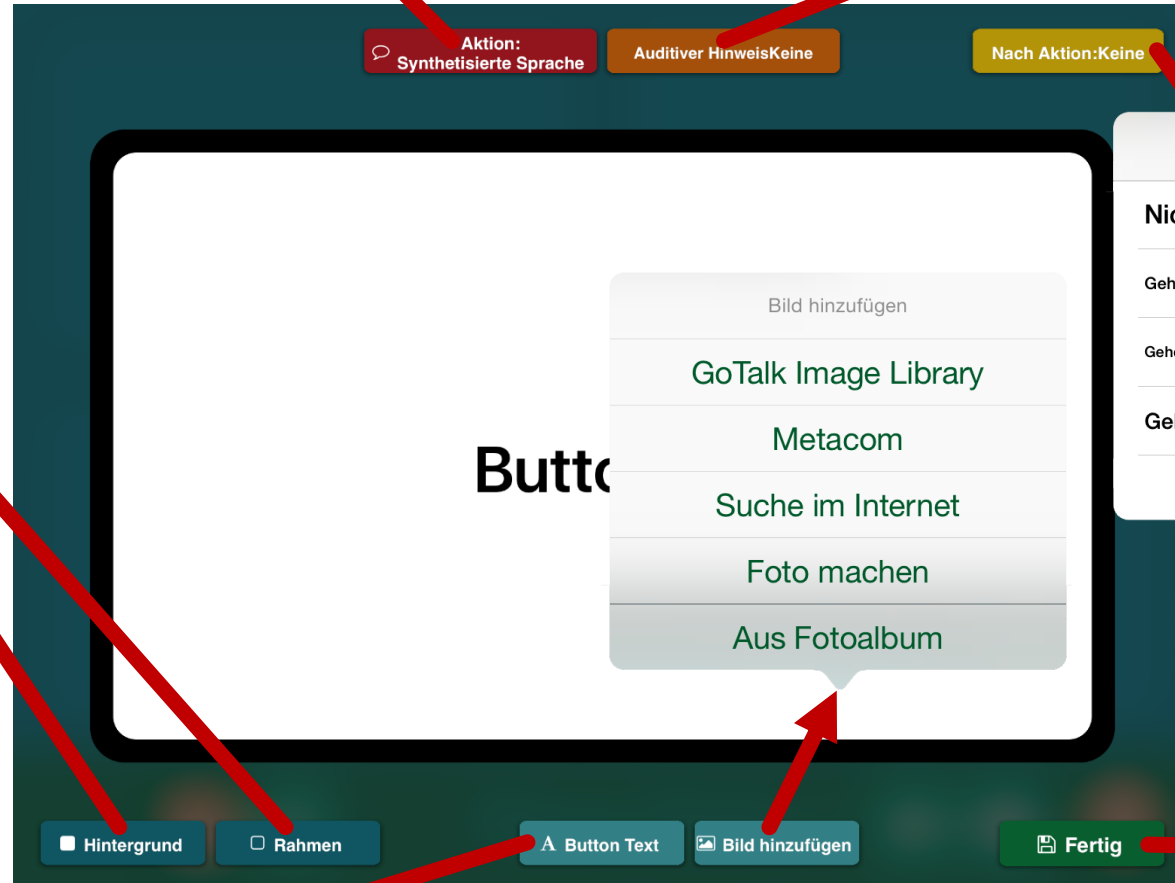 Aktion:
Synthetisierte Sprache
Auditiver HinweisKeine
Nach Aktion:Keine
Bild hinzufügen
GoTalk Image Library
Metacom
Suche im Internet
Foto machen
Aus Fotoalbum
Hintergrund
Rahmen
A Button Text
Bild hinzufügen
Fertig